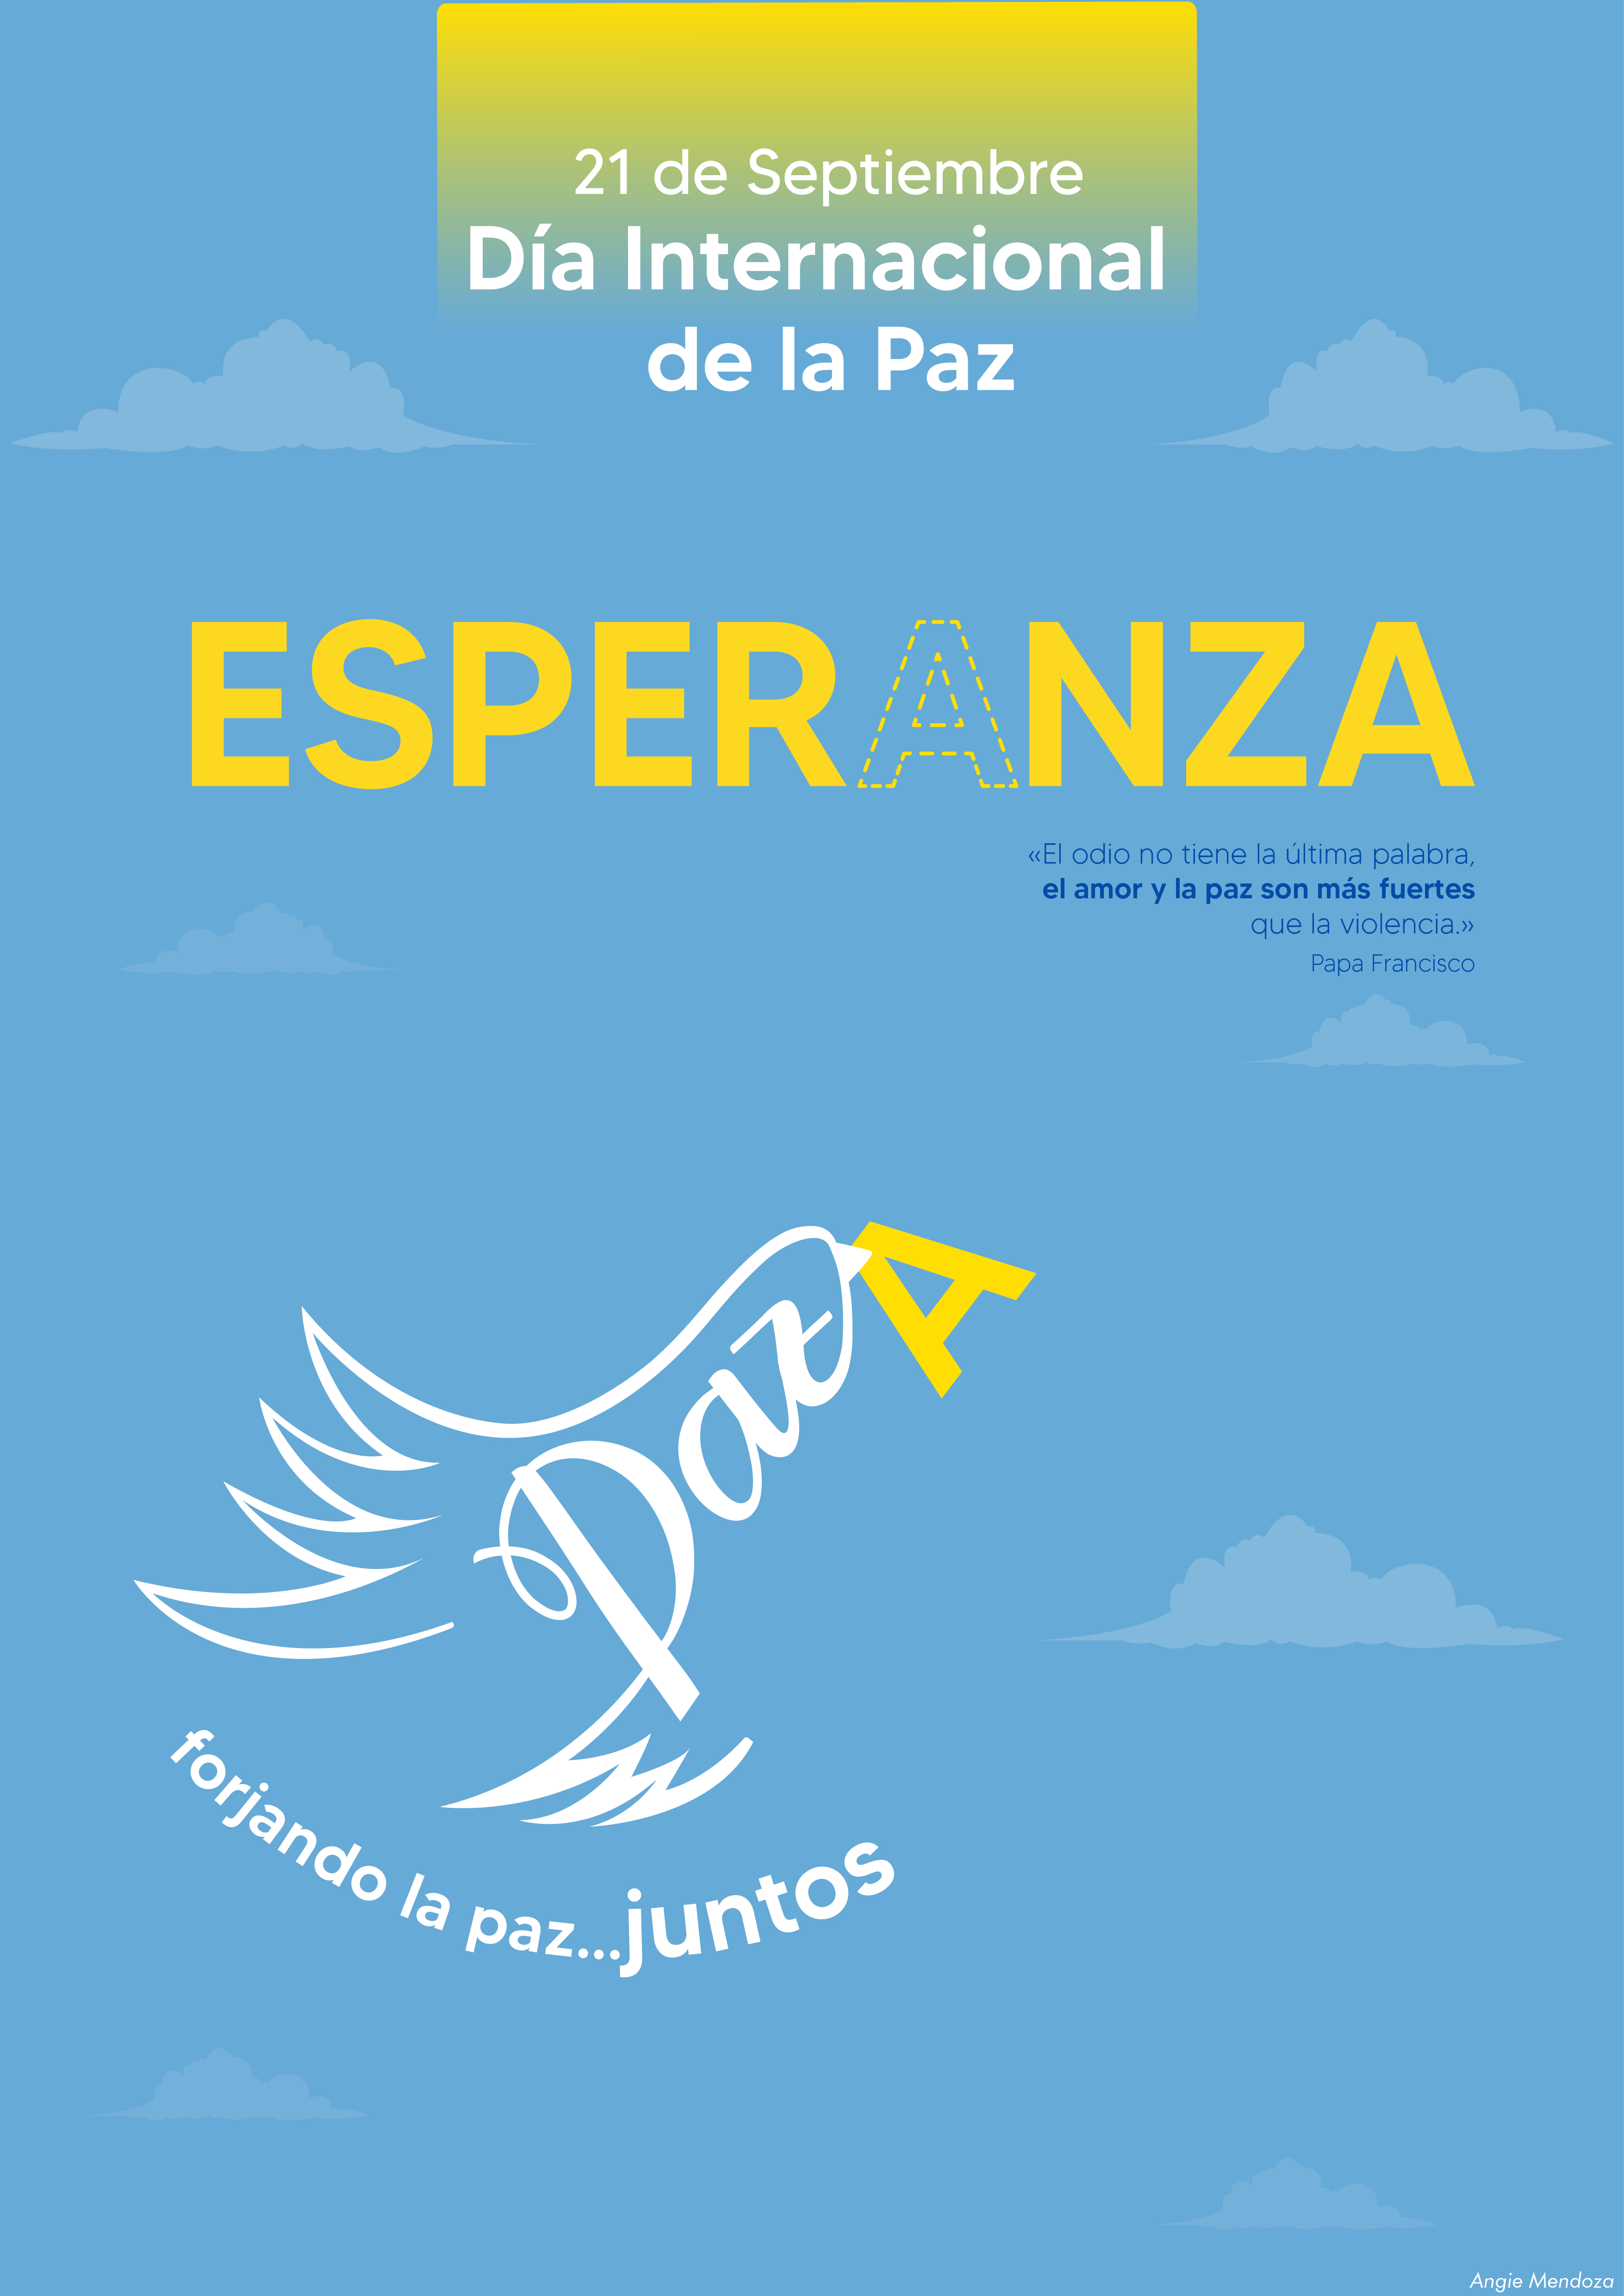 21 de Septiembre
Día Internacional
de la Paz
ESPERANZA
«El odio no tiene la última palabra,
el amor y la paz son más fuertes
que la violencia.»
Papa Francisco
A
Paz
forjando la paz...juntos
Angie Mendoza